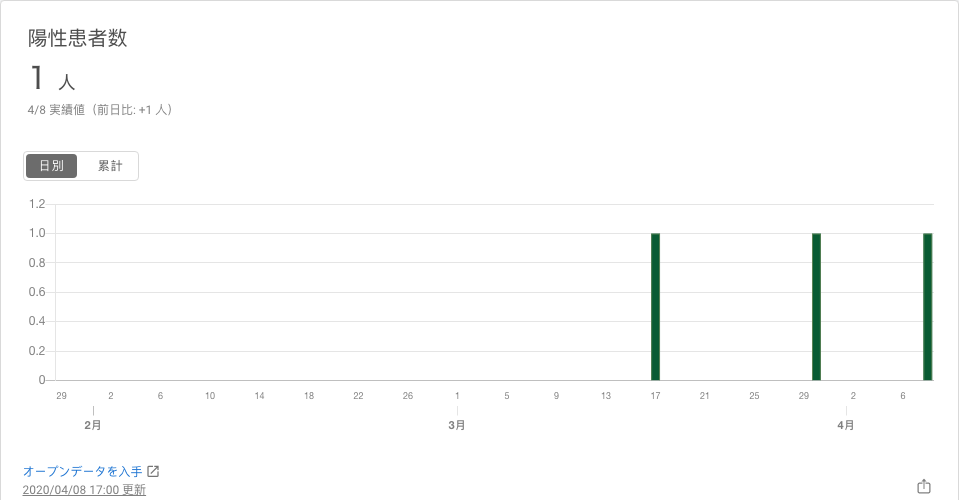 陽性患者数
1 人
4/8 実績値（前日比: +1 人）
日別 累計
1.2
1.0
0.8
0.6
0.4
0.2
0
29 2 6 10 14 18 22 26 1 5 9 13 17 21 25 29 2 6
2月 3月 4月
オープンデータを入手
2020/04/08 17:00 更新